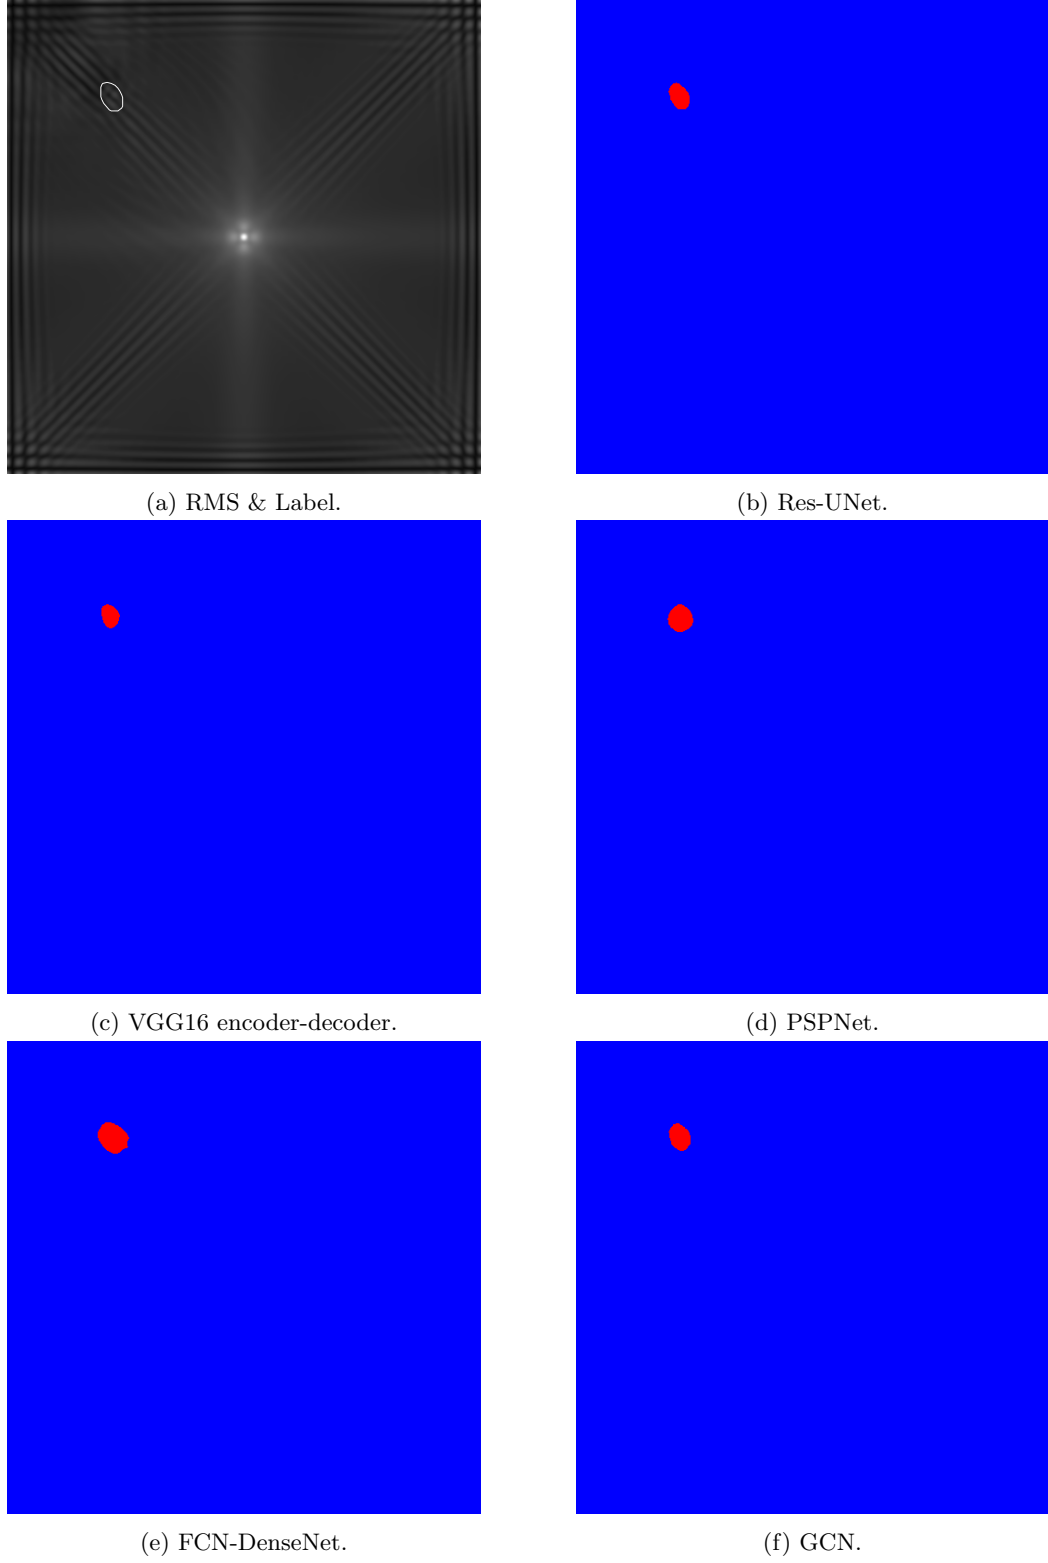 (a) RMS & Label.
(b) Res-UNet.
(c) VGG16 encoder-decoder.
(d) PSPNet.
(e) FCN-DenseNet.
(f) GCN.